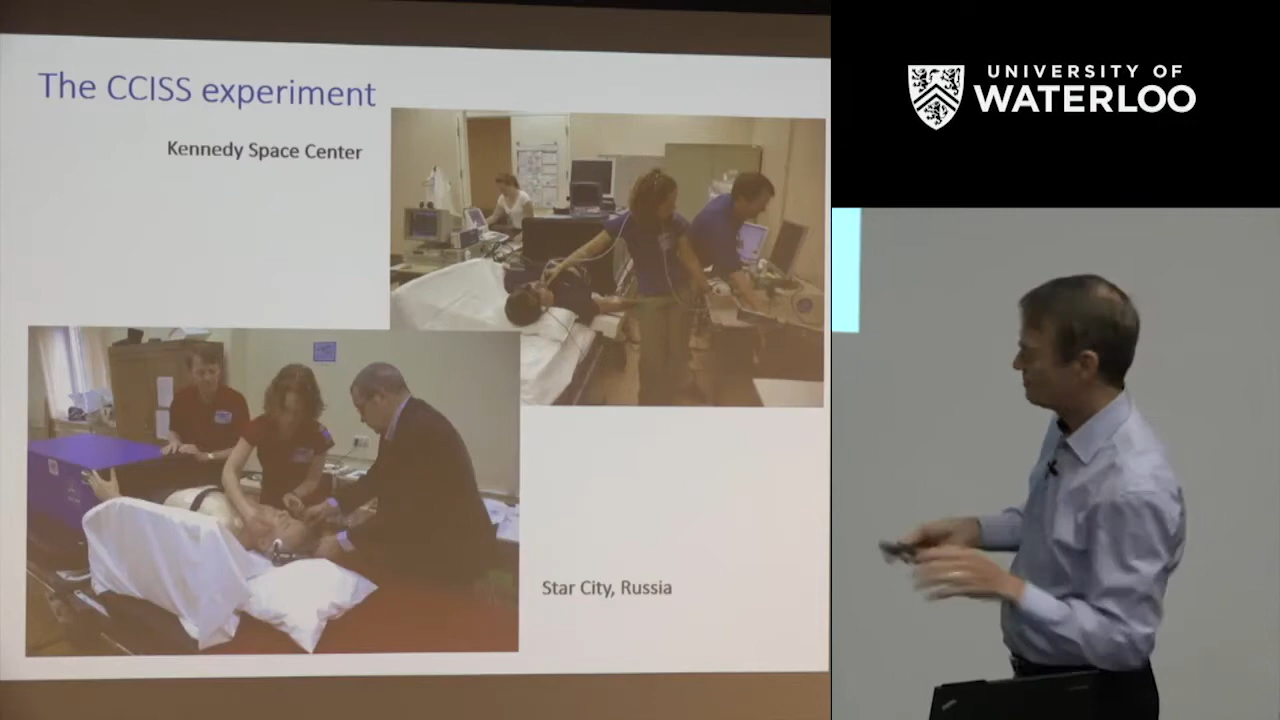 The CCISS experiment
Kennedy Space Center
Star City, Russia
UNIVERSITY OF
WATERLOO